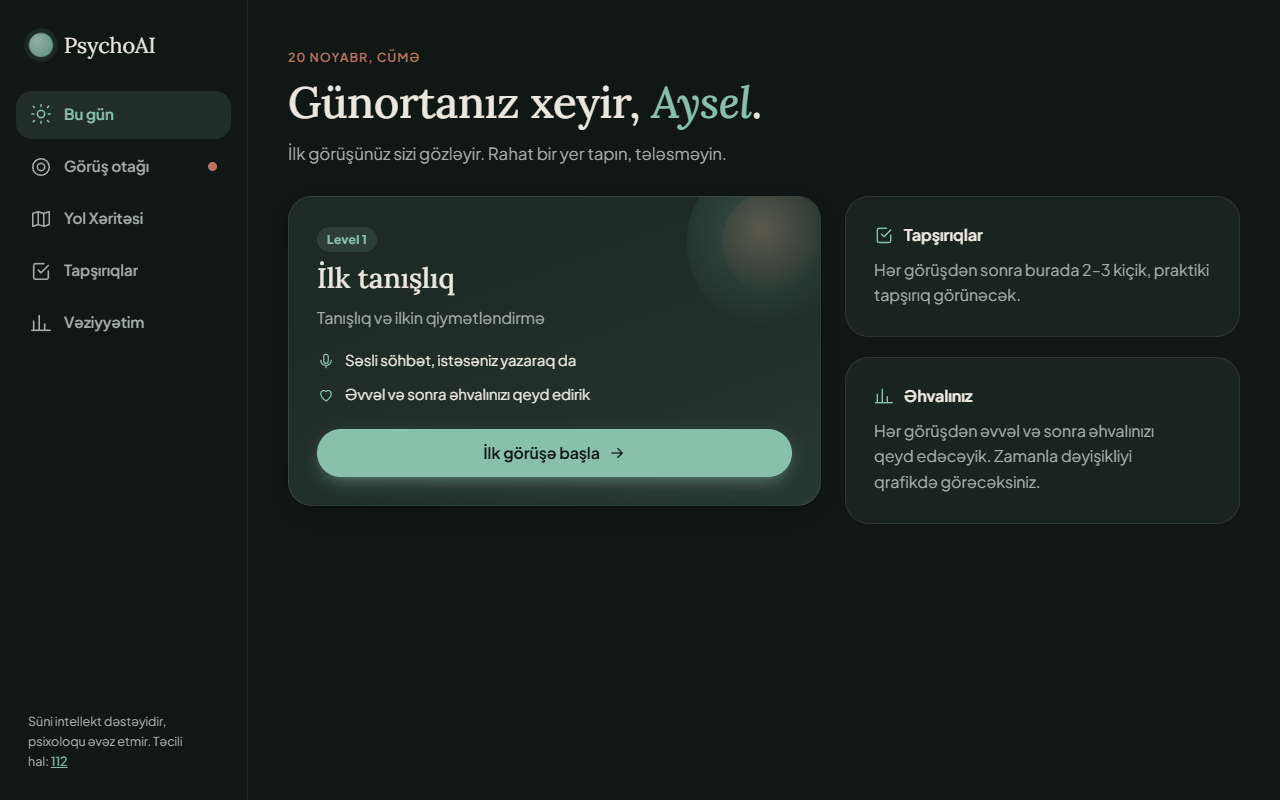 PsychoAI
Bu gün
Görüş otağı
Yol Xəritəsi
Tapşırıqlar
Vəziyyətim
Süni intellekt dəstəyidir,
psixoloqu əvəz etmir. Təcili
hal: 112
20 NOYABR, CÜMƏ
Günortanız xeyir, Aysel.
İlk görüşünüz sizi gözləyir. Rahat bir yer tapın, tələsməyin.
Level 1
İlk tanışlıq
Tanışlıq və ilkin qiymətləndirmə
Səsli söhbət, istəsəniz yazaraq da
Əvvəl və sonra əhvalınızı qeyd edirik
İlk görüşə başla →
Tapşırıqlar
Hər görüşdən sonra burada 2–3 kiçik, praktiki
tapşırıq görünəcək.
Əhvalınız
Hər görüşdən əvvəl və sonra əhvalınızı
qeyd edəcəyik. Zamanla dəyişikliyi
qrafikdə görəcəksiniz.